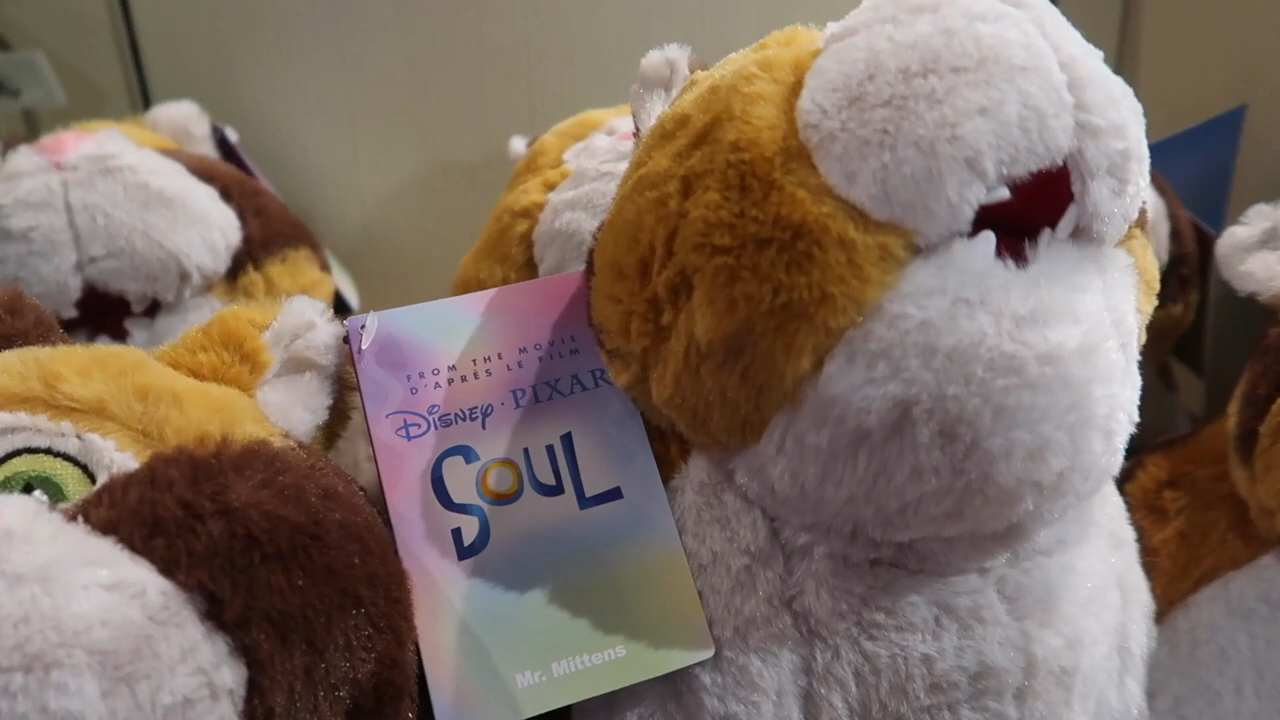 FROM THE MOVIE
D'APRÈS LE FILM
Disney · PIXAR
SOUL
Mr. Mittens